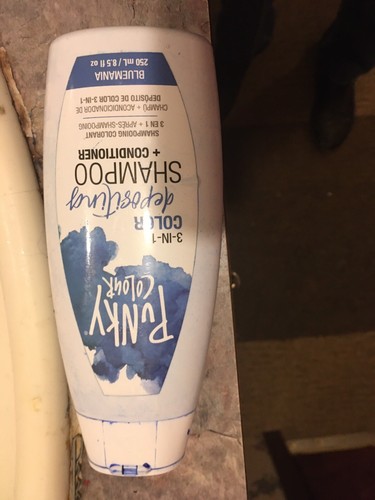 PUNKY
COLOUR
3-IN-1
COLOR
depositing
SHAMPOO
+ CONDITIONER
SHAMPOOING COLORANT
3 EN 1 + APRÈS-SHAMPOOING
CHAMPÚ + ACONDICIONADOR DE
DEPÓSITO DE COLOR 3-IN-1
BLUEMANIA
250 mL / 8.5 fl oz